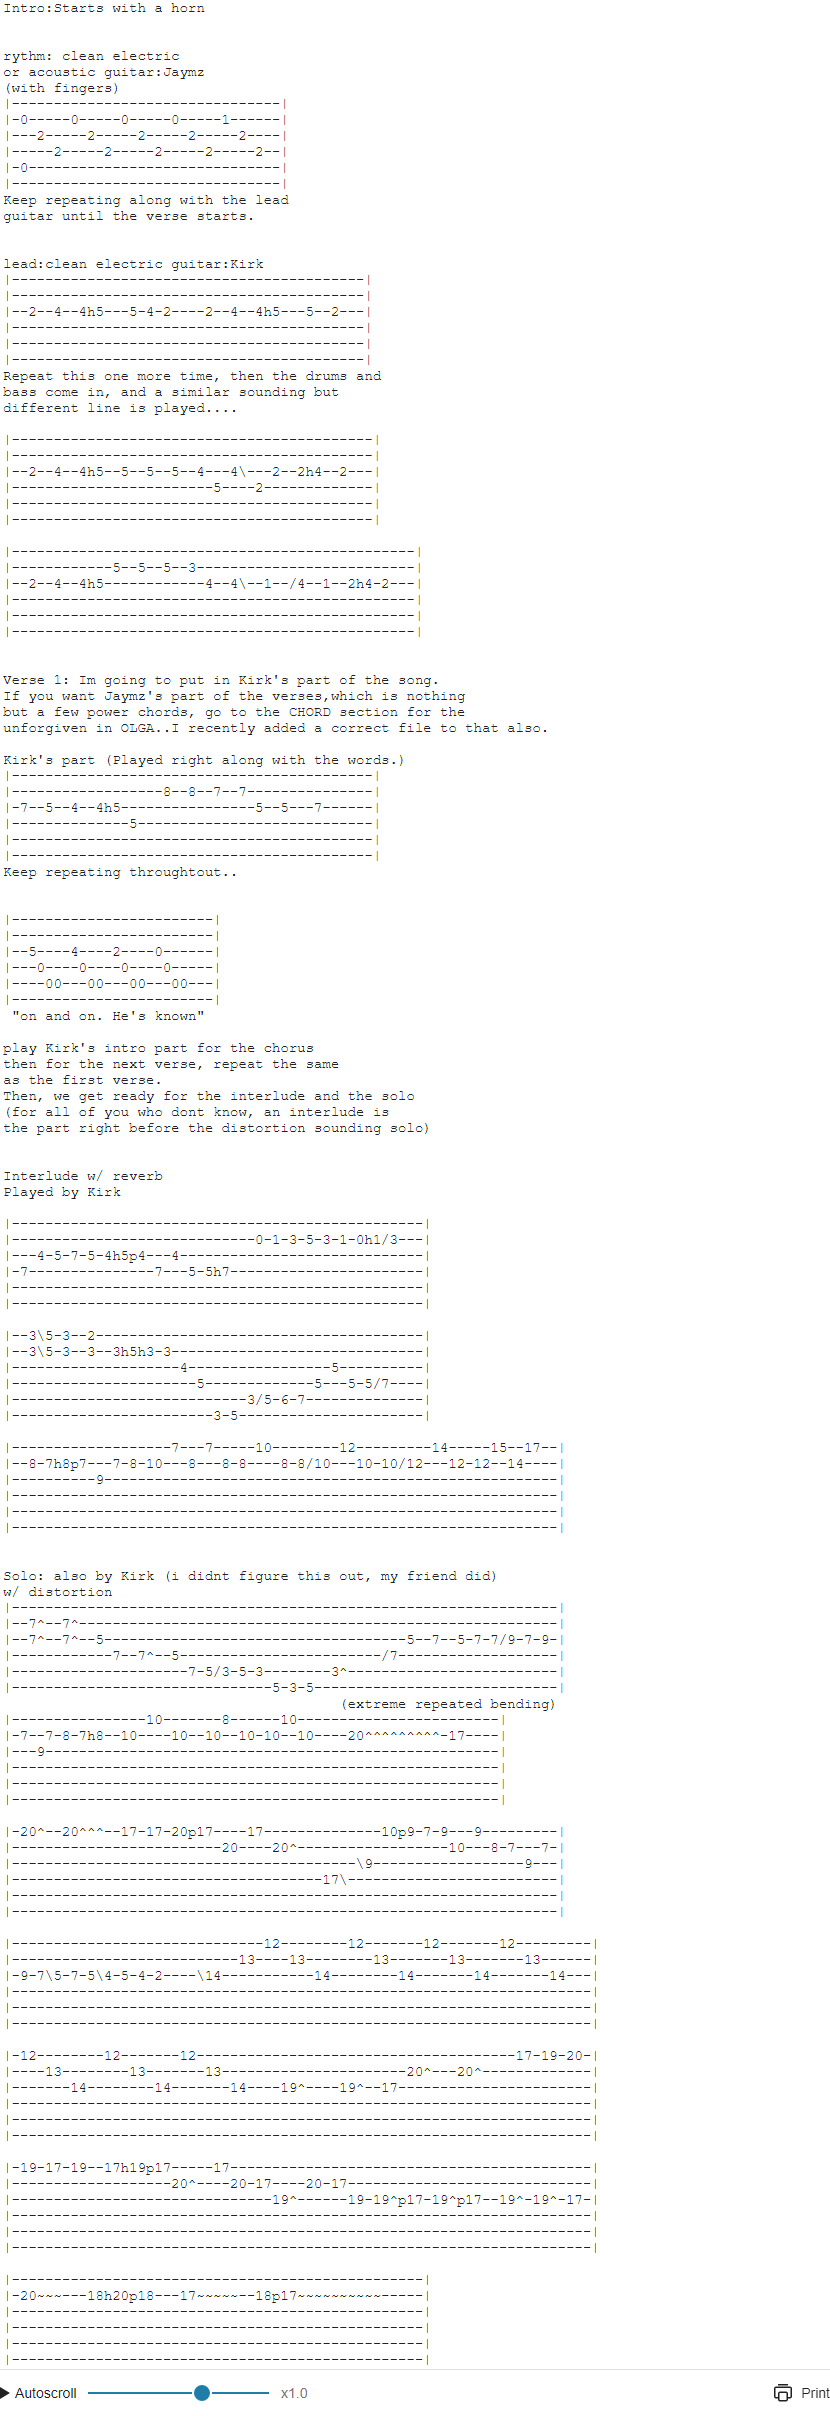 Intro:Starts with a horn
rythm: clean electric
or acoustic guitar:Jaymz
(with fingers)
|--------------------------------|
|-0-----0-----0-----0-----1------|
|---2-----2-----2-----2-----2----|
|-----2-----2-----2-----2-----2--|
|-0------------------------------|
|--------------------------------|
Keep repeating along with the lead
guitar until the verse starts.
lead:clean electric guitar:Kirk
|------------------------------------------|
|------------------------------------------|
|--2--4--4h5---5-4-2----2--4--4h5---5--2---|
|------------------------------------------|
|------------------------------------------|
|------------------------------------------|
Repeat this one more time, then the drums and
bass come in, and a similar sounding but
different line is played....
|-------------------------------------------|
|-------------------------------------------|
|--2--4--4h5--5--5--5--4---4\---2--2h4--2---|
|------------------------5----2-------------|
|-------------------------------------------|
|-------------------------------------------|
|------------------------------------------------|
|------------5--5--5--3--------------------------|
|--2--4--4h5------------4--4\--1--/4--1--2h4-2---|
|------------------------------------------------|
|------------------------------------------------|
|------------------------------------------------|
Verse 1: Im going to put in Kirk's part of the song.
If you want Jaymz's part of the verses,which is nothing
but a few power chords, go to the CHORD section for the
unforgiven in OLGA..I recently added a correct file to that also.
Kirk's part (Played right along with the words.)
|-------------------------------------------|
|------------------8--8--7--7---------------|
|-7--5--4--4h5----------------5--5---7------|
|--------------5----------------------------|
|-------------------------------------------|
|-------------------------------------------|
Keep repeating throughtout..
|------------------------|
|------------------------|
|--5----4----2----0------|
|---0----0----0----0-----|
|----00---00---00---00---|
|------------------------|
"on and on. He's known"
play Kirk's intro part for the chorus
then for the next verse, repeat the same
as the first verse.
Then, we get ready for the interlude and the solo
(for all of you who dont know, an interlude is
the part right before the distortion sounding solo)
Interlude w/ reverb
Played by Kirk
|-------------------------------------------------|
|-----------------------------0-1-3-5-3-1-0h1/3---|
|---4-5-7-5-4h5p4---4-----------------------------|
|-7---------------7---5-5h7-----------------------|
|-------------------------------------------------|
|-------------------------------------------------|
|--3\5-3--2---------------------------------------|
|--3\5-3--3--3h5h3-3------------------------------|
|--------------------4-----------------5----------|
|----------------------5-------------5---5-5/7----|
|----------------------------3/5-6-7--------------|
|------------------------3-5----------------------|
|-------------------7---7-----10-------12---------14-----15--17--|
|--8-7h8p7---7-8-10---8---8-8----8-8/10---10-10/12---12-12--14----|
|----------9------------------------------------------------------|
|-----------------------------------------------------------------|
|-----------------------------------------------------------------|
|-----------------------------------------------------------------|
Solo: also by Kirk (i didnt figure this out, my friend did)
w/ distortion
|-----------------------------------------------------------------|
|--7^--7^---------------------------------------------------------|
|--7^--7^--5------------------------------------5--7--5-7-7/9-7-9-|
|------------7--7^--5------------------------/7-------------------|
|---------------------7-5/3-5-3--------3^-------------------------|
|-------------------------------5-3-5-----------------------------|
(extreme repeated bending)
|----------------10-------8------10------------------------|
|-7--7-8-7h8--10----10--10--10-10--10----20^^^^^^^^^-17----|
|---9------------------------------------------------------|
|----------------------------------------------------------|
|----------------------------------------------------------|
|----------------------------------------------------------|
|-20^--20^^^--17-17-20p17----17--------------10p9-7-9---9---------|
|-------------------------20----20^------------------10---8-7---7-|
|-----------------------------------------\9------------------9---|
|-------------------------------------17\-------------------------|
|-----------------------------------------------------------------|
|-----------------------------------------------------------------|
|------------------------------12--------12-------12-------12---------|
|---------------------------13----13--------13-------13-------13------|
|-9-7\5-7-5\4-5-4-2----\14-----------14--------14-------14-------14---|
|---------------------------------------------------------------------|
|---------------------------------------------------------------------|
|---------------------------------------------------------------------|
|-12--------12-------12--------------------------------------17-19-20-|
|----13--------13-------13----------------------20^---20^-------------|
|-------14--------14-------14----19^----19^--17-----------------------|
|---------------------------------------------------------------------|
|---------------------------------------------------------------------|
|---------------------------------------------------------------------|
|-19-17-19--17h19p17-----17-------------------------------------------|
|-------------------20^----20-17----20-17-----------------------------|
|-------------------------------19^------19-19^p17-19^p17--19^-19^-17-|
|---------------------------------------------------------------------|
|---------------------------------------------------------------------|
|---------------------------------------------------------------------|
|-------------------------------------------------|
|-20~~~---18h20p18---17~~~~~--18p17~~~~~~~~~~-----|
|-------------------------------------------------|
|-------------------------------------------------|
|-------------------------------------------------|
|-------------------------------------------------|
Autoscroll x1.0 Print